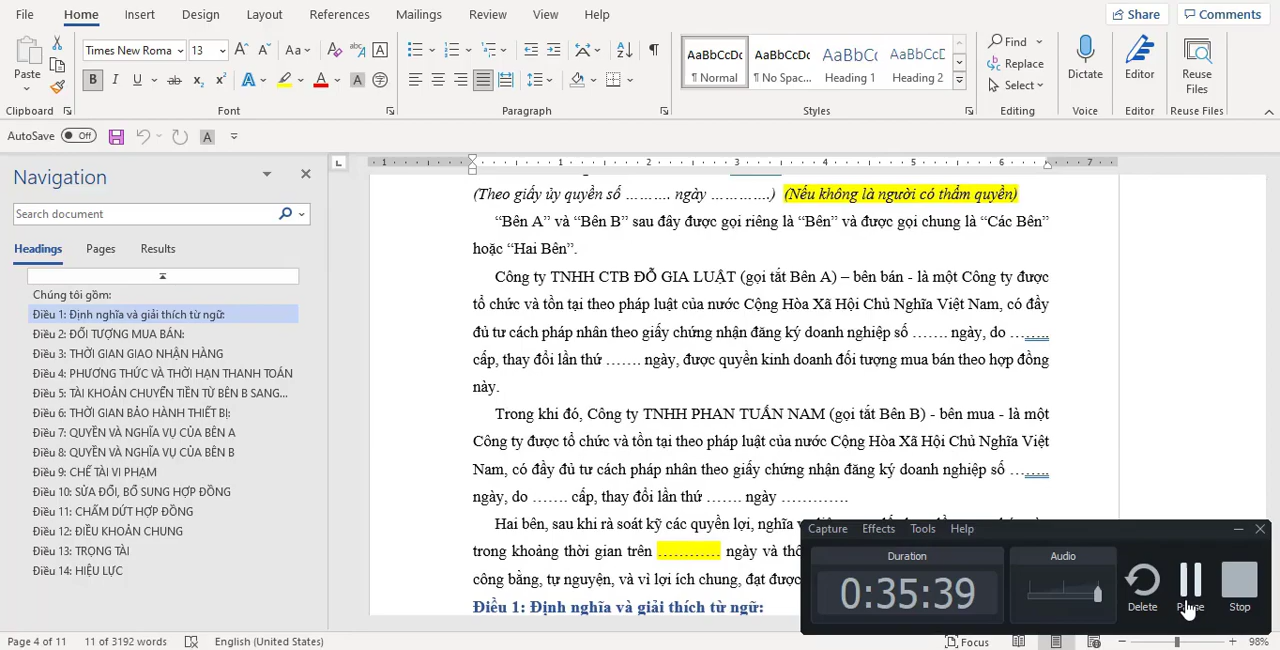 File Home Insert Design Layout References Mailings Review View Help Share Comments
Paste
Times New Roma 13
AaBbCcDc AaBbCcDc AaBbC AaBbCcD
¶ Normal ¶ No Spac... Heading 1 Heading 2
Find
Replace
Select
Dictate Editor Reuse Files
Clipboard Font Paragraph Styles Editing Voice Editor Reuse Files
AutoSave Off
Navigation
Search document
Headings Pages Results
Chúng tôi gồm:
Điều 1: Định nghĩa và giải thích từ ngữ:
Điều 2: ĐỐI TƯỢNG MUA BÁN:
Điều 3: THỜI GIAN GIAO NHẬN HÀNG
Điều 4: PHƯƠNG THỨC VÀ THỜI HẠN THANH TOÁN
Điều 5: TÀI KHOẢN CHUYỂN TIỀN TỪ BÊN B SANG...
Điều 6: THỜI GIAN BẢO HÀNH THIẾT BỊ:
Điều 7: QUYỀN VÀ NGHĨA VỤ CỦA BÊN A
Điều 8: QUYỀN VÀ NGHĨA VỤ CỦA BÊN B
Điều 9: CHẾ TÀI VI PHẠM
Điều 10: SỬA ĐỔI, BỔ SUNG HỢP ĐỒNG
Điều 11: CHẤM DỨT HỢP ĐỒNG
Điều 12: ĐIỀU KHOẢN CHUNG
Điều 13: TRỌNG TÀI
Điều 14: HIỆU LỰC
1 1 2 3 4 5 6 7
(Theo giấy ủy quyền số ………. ngày ………….) (Nếu không là người có thẩm quyền)
“Bên A” và “Bên B” sau đây được gọi riêng là “Bên” và được gọi chung là “Các Bên”
hoặc “Hai Bên”.
Công ty TNHH CTB ĐỖ GIA LUẬT (gọi tắt Bên A) – bên bán - là một Công ty được
tổ chức và tồn tại theo pháp luật của nước Cộng Hòa Xã Hội Chủ Nghĩa Việt Nam, có đầy
đủ tư cách pháp nhân theo giấy chứng nhận đăng ký doanh nghiệp số ……. ngày, do ……..
cấp, thay đổi lần thứ ……. ngày, được quyền kinh doanh đối tượng mua bán theo hợp đồng
này.
Trong khi đó, Công ty TNHH PHAN TUẤN NAM (gọi tắt Bên B) - bên mua - là một
Công ty được tổ chức và tồn tại theo pháp luật của nước Cộng Hòa Xã Hội Chủ Nghĩa Việt
Nam, có đầy đủ tư cách pháp nhân theo giấy chứng nhận đăng ký doanh nghiệp số ……..
ngày, do ……. cấp, thay đổi lần thứ ……. ngày ………….
Hai bên, sau khi rà soát kỹ các quyền lợi, nghĩa
trong khoảng thời gian trên ………… ngày và
công bằng, tự nguyện, và vì lợi ích chung, đạt được
Điều 1: Định nghĩa và giải thích từ ngữ:
Capture Effects Tools Help
Duration Audio
0:35:39
Delete Pause Stop
Page 4 of 11 11 of 3192 words English (United States) Focus 98%